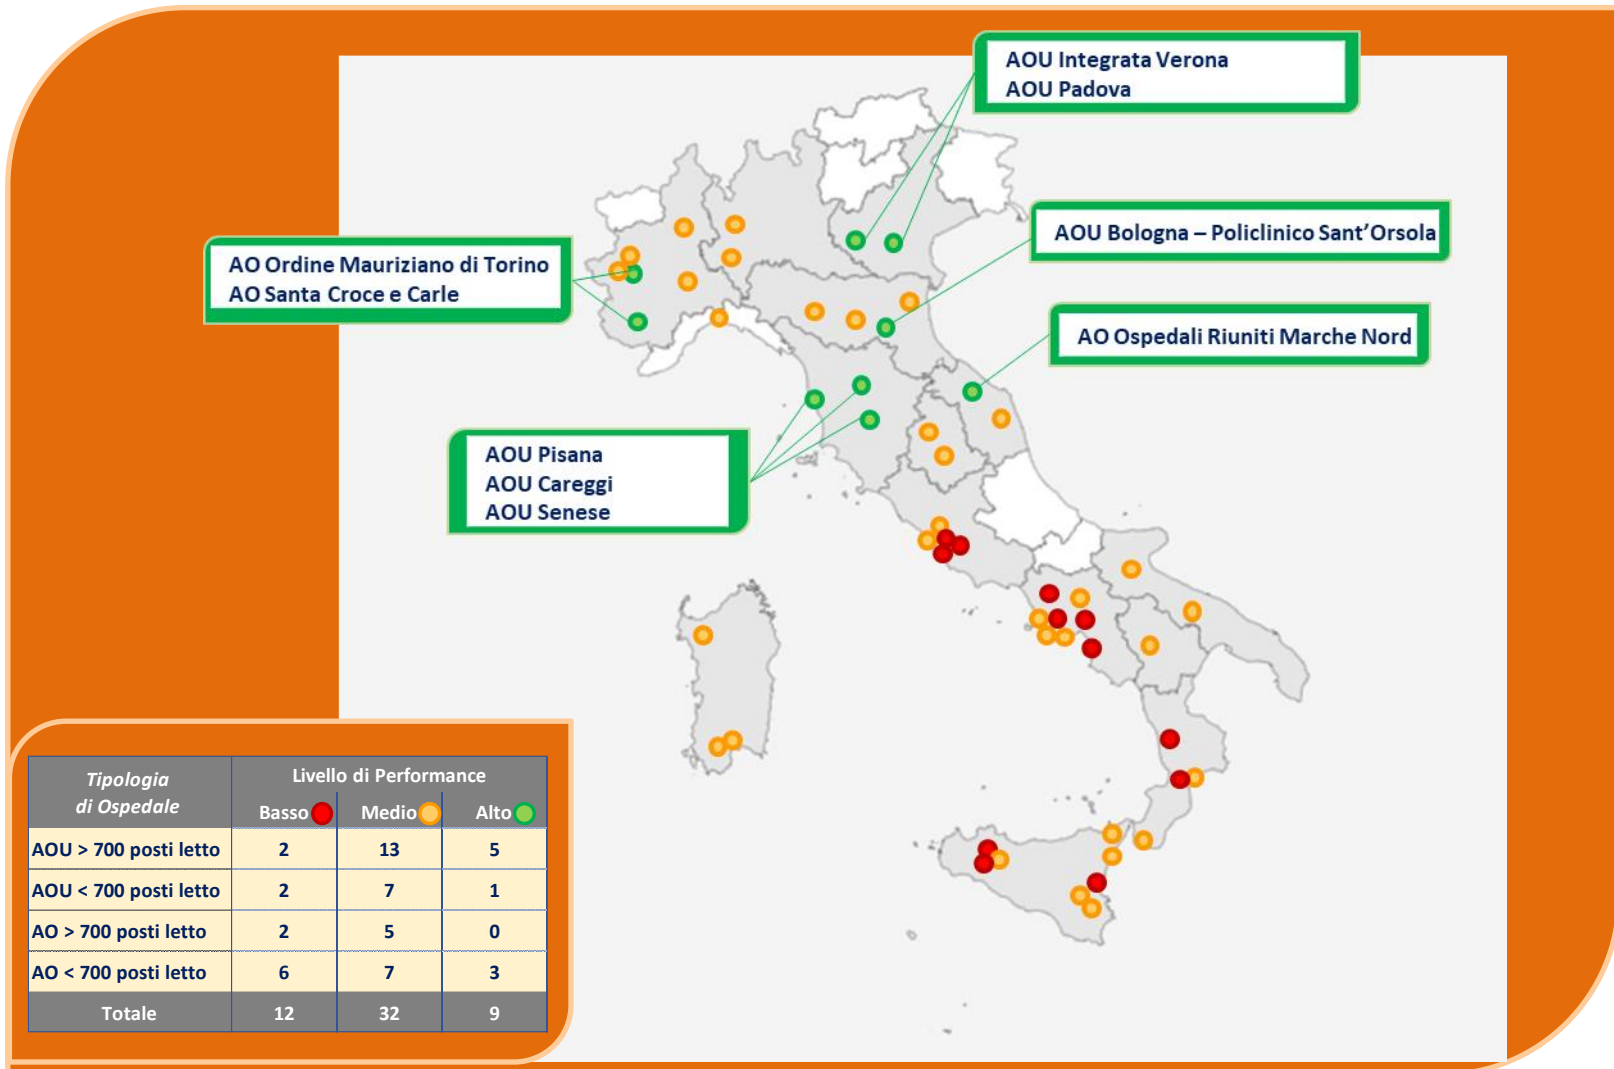 AOU Integrata Verona
AOU Padova
AOU Bologna – Policlinico Sant'Orsola
AO Ordine Mauriziano di Torino
AO Santa Croce e Carle
AO Ospedali Riuniti Marche Nord
AOU Pisana
AOU Careggi
AOU Senese
Tipologia di Ospedale Livello di Performance
Basso Medio Alto
AOU > 700 posti letto 2 13 5
AOU < 700 posti letto 2 7 1
AO > 700 posti letto 2 5 0
AO < 700 posti letto 6 7 3
Totale 12 32 9